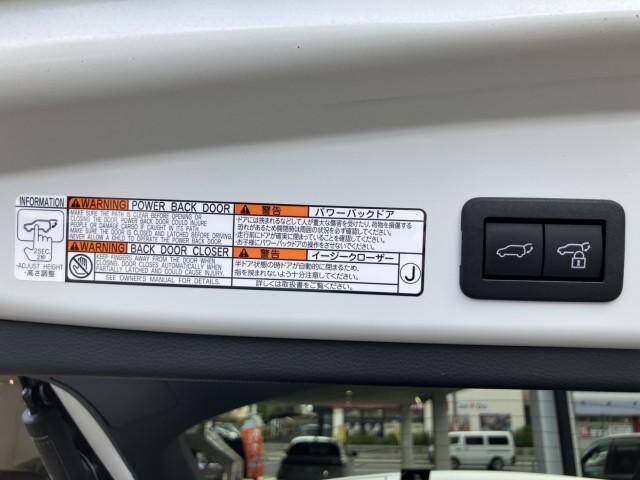 INFORMATION
-ADJUST HEIGHT
-高さ調整
WARNING POWER BACK DOOR
MAKE SURE THE PATH IS CLEAR BEFORE OPENING OR
CLOSING THE DOOR. POWER BACK DOOR COULD INJURE
PEOPLE OR DAMAGE CARGO IF CAUGHT IN ITS PATH.
MAKE SURE THE DOOR IS CLOSED AND LATCHED BEFORE DRIVING.
NEVER ALLOW A CHILD TO OPERATE THE POWER BACK DOOR.
WARNING BACK DOOR CLOSER
KEEP FINGERS AWAY FROM THE DOOR WHEN
CLOSING. DOOR CLOSES AUTOMATICALLY WHEN
PARTIALLY LATCHED AND COULD CAUSE INJURY.
SEE OWNER'S MANUAL FOR DETAILS.
警告 パワーバックドア
ドアには挟まれるなどして人が重大な傷害を受けたり、荷物を損傷する
恐れがあるため開閉時は周囲の状況を必ず確認してください。
走行前にドアが確実に閉まっていることを確認してください。
お子様にパワーバックドアの操作をさせないでください。
警告 イージークローザー
半ドア状態の時ドアが自動的に閉まるため、
指を挟まれないよう十分注意してください。
詳しくは取扱書をご覧ください。
J